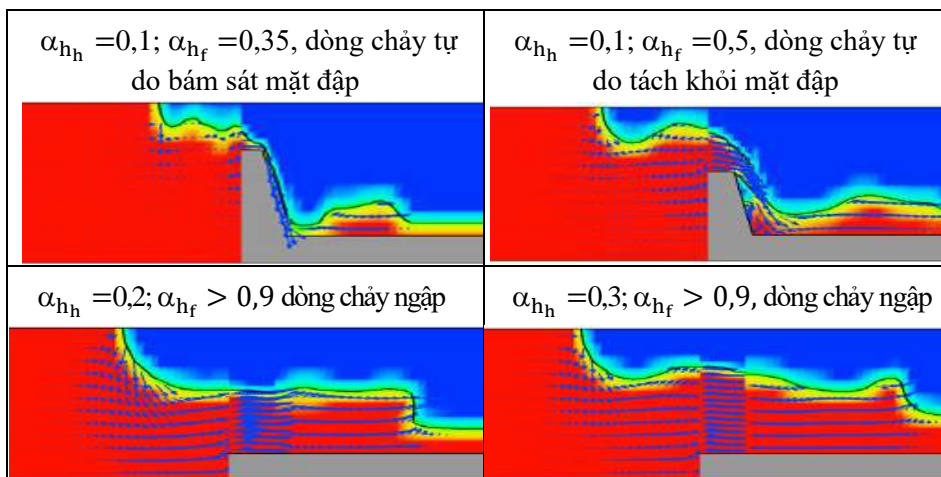 α_{h_h} =0,1; α_{h_f} =0,35, dòng chảy tự
do bám sát mặt đập
α_{h_h} =0,1; α_{h_f} =0,5, dòng chảy tự
do tách khỏi mặt đập
α_{h_h} =0,2; α_{h_f} > 0,9 dòng chảy ngập
α_{h_h} =0,3; α_{h_f} > 0,9, dòng chảy ngập